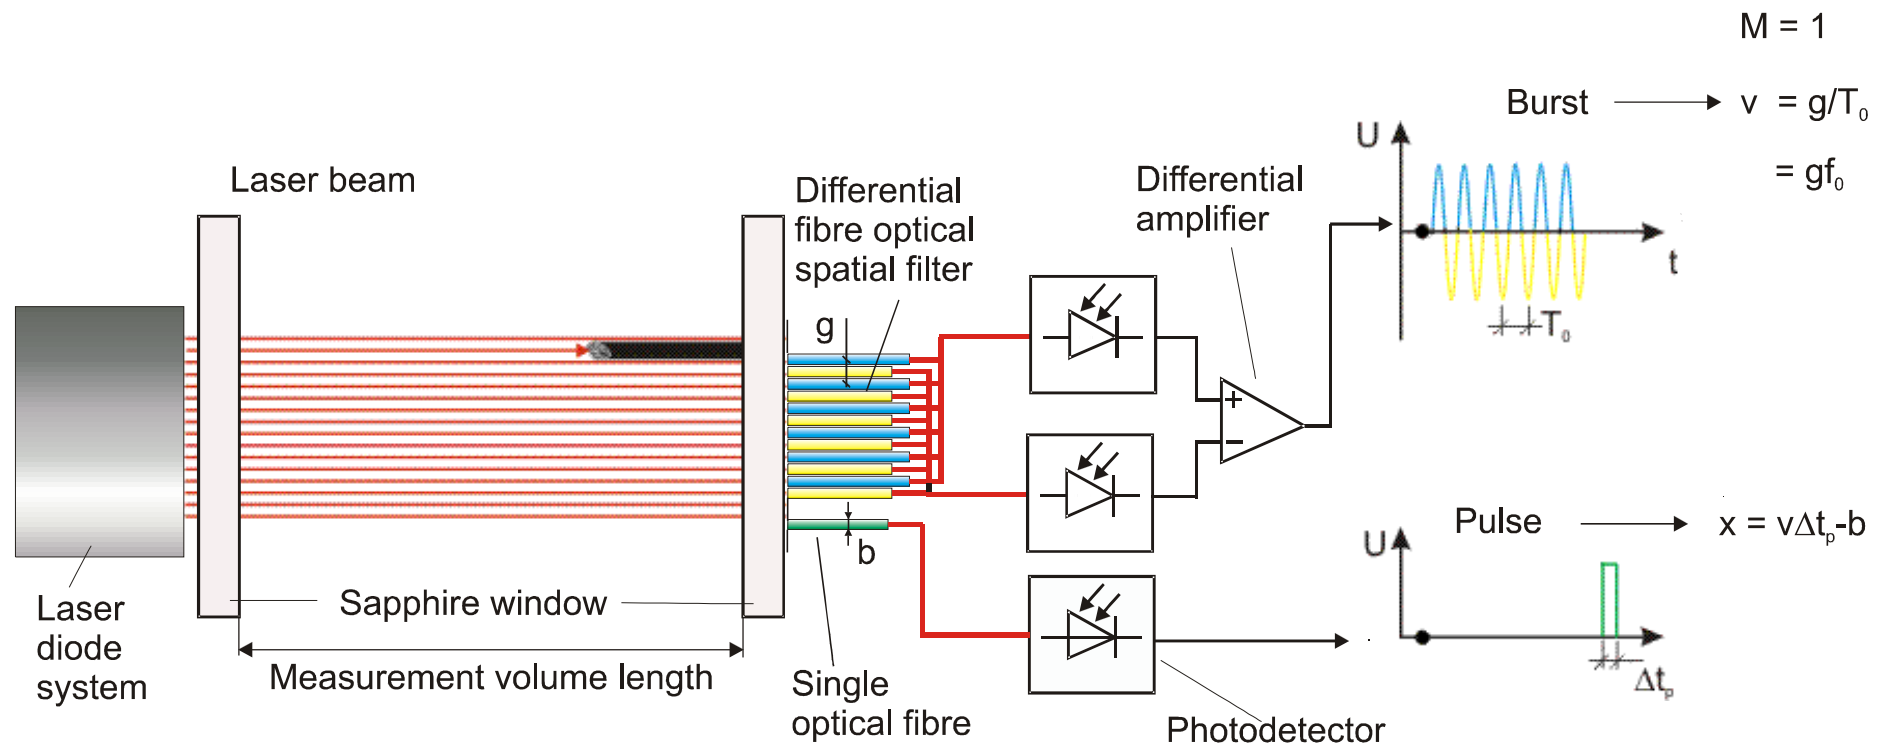 M = 1
Burst
v = g/T₀
= gf₀
U
t
T₀
Laser beam
Differential
fibre optical
spatial filter
g
Differential
amplifier
+
−
b
Laser
diode
system
Sapphire window
Measurement volume length
Single
optical fibre
Photodetector
Pulse
x = vΔtₚ-b
U
Δtₚ